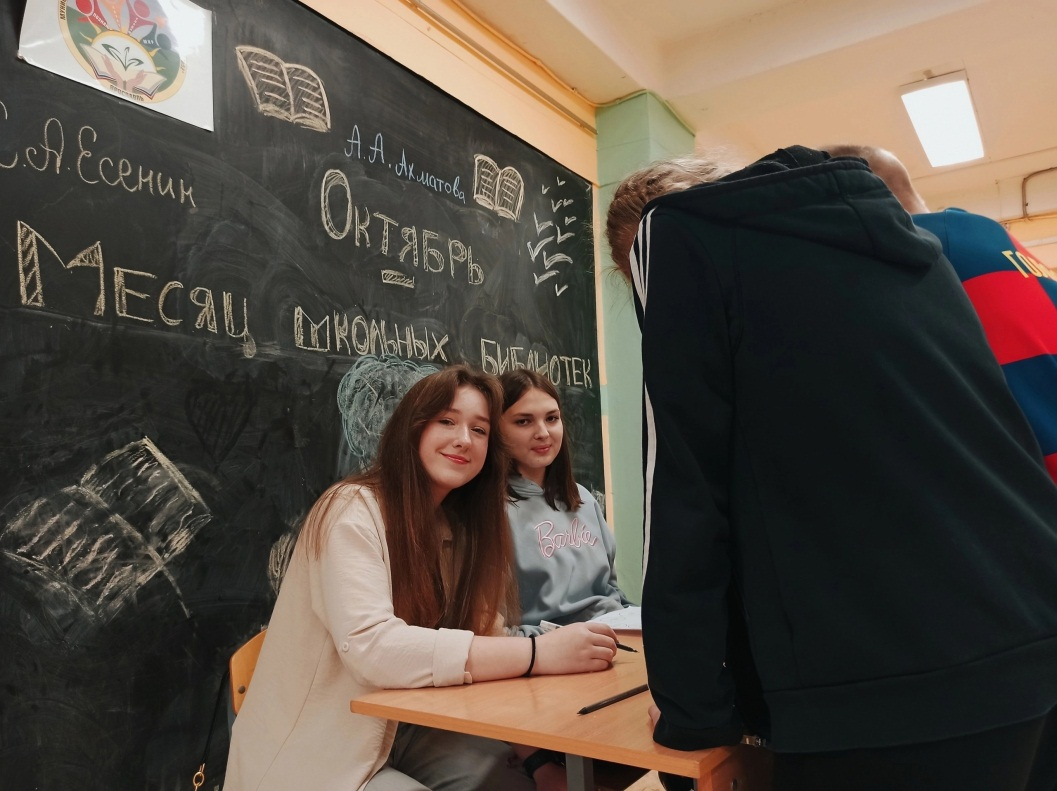 С.А.Есенин
А.А. Ахматова
Октябрь
–
Месяц школьных библиотек
Barbie